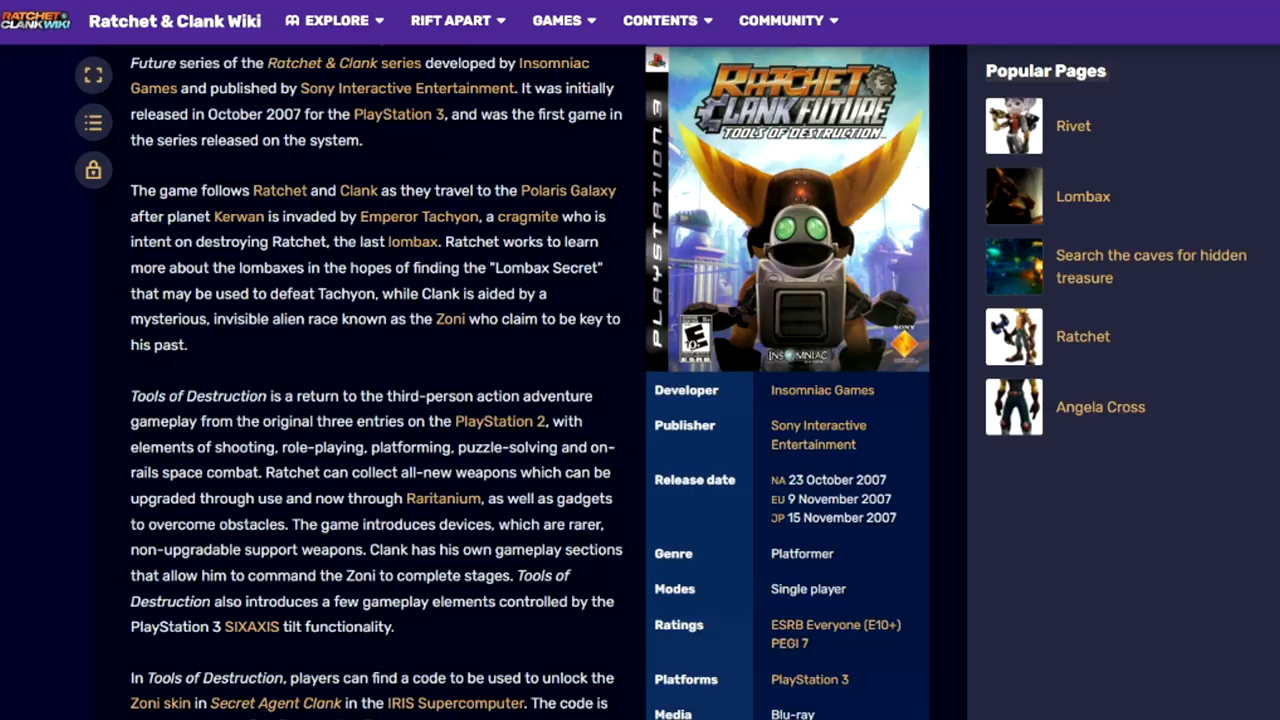 RATCHET CLANK WIKI
Ratchet & Clank Wiki
EXPLORE
RIFT APART
GAMES
CONTENTS
COMMUNITY
Future series of the Ratchet & Clank series developed by Insomniac
Games and published by Sony Interactive Entertainment. It was initially
released in October 2007 for the PlayStation 3, and was the first game in
the series released on the system.
The game follows Ratchet and Clank as they travel to the Polaris Galaxy
after planet Kerwan is invaded by Emperor Tachyon, a cragmite who is
intent on destroying Ratchet, the last lombax. Ratchet works to learn
more about the lombaxes in the hopes of finding the "Lombax Secret"
that may be used to defeat Tachyon, while Clank is aided by a
mysterious, invisible alien race known as the Zoni who claim to be key to
his past.
Tools of Destruction is a return to the third-person action adventure
gameplay from the original three entries on the PlayStation 2, with
elements of shooting, role-playing, platforming, puzzle-solving and on-
rails space combat. Ratchet can collect all-new weapons which can be
upgraded through use and now through Raritanium, as well as gadgets
to overcome obstacles. The game introduces devices, which are rarer,
non-upgradable support weapons. Clank has his own gameplay sections
that allow him to command the Zoni to complete stages. Tools of
Destruction also introduces a few gameplay elements controlled by the
PlayStation 3 SIXAXIS tilt functionality.
In Tools of Destruction, players can find a code to be used to unlock the
Zoni skin in Secret Agent Clank in the IRIS Supercomputer. The code is
PLAYSTATION 3
RATCHET
CLANK FUTURE
TOOLS OF DESTRUCTION
ESRB
INSOMNIAC
SONY
Developer Insomniac Games
Publisher Sony Interactive
Entertainment
Release date NA 23 October 2007
EU 9 November 2007
JP 15 November 2007
Genre Platformer
Modes Single player
Ratings ESRB Everyone (E10+)
PEGI 7
Platforms PlayStation 3
Media Blu-ray
Popular Pages
Rivet
Lombax
Search the caves for hidden
treasure
Ratchet
Angela Cross